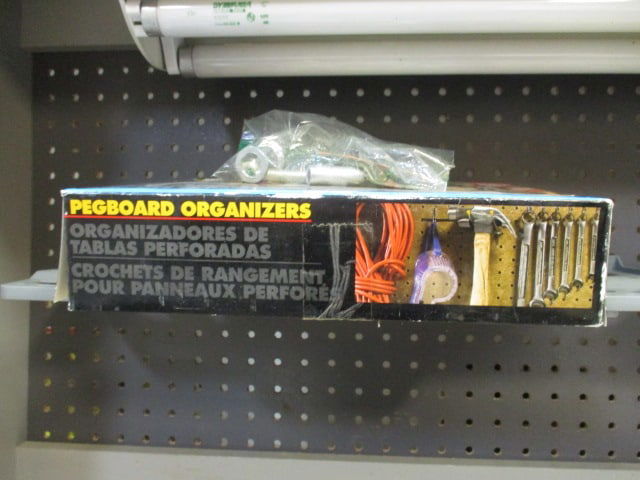 PEGBOARD ORGANIZERS
ORGANIZADORES DE
TABLAS PERFORADAS
CROCHETS DE RANGEMENT
POUR PANNEAUX PERFORÉS